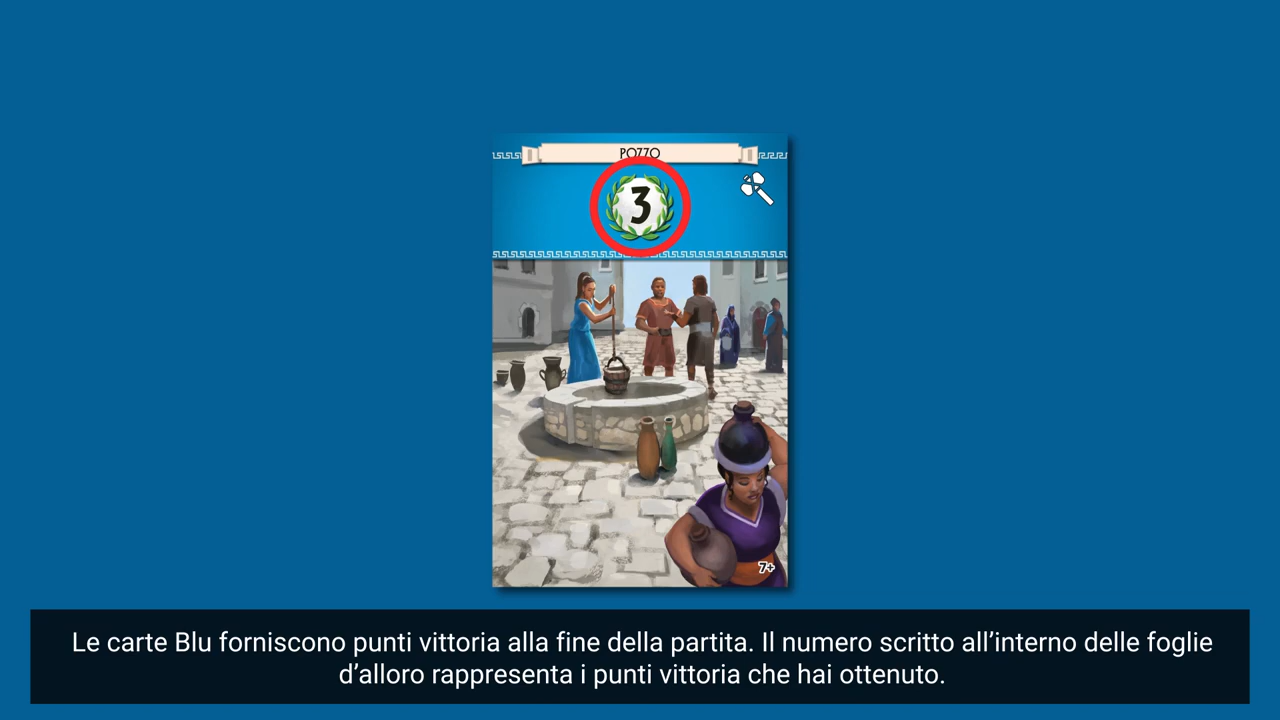 POZZO
3
7+
Le carte Blu forniscono punti vittoria alla fine della partita. Il numero scritto all’interno delle foglie
d’alloro rappresenta i punti vittoria che hai ottenuto.